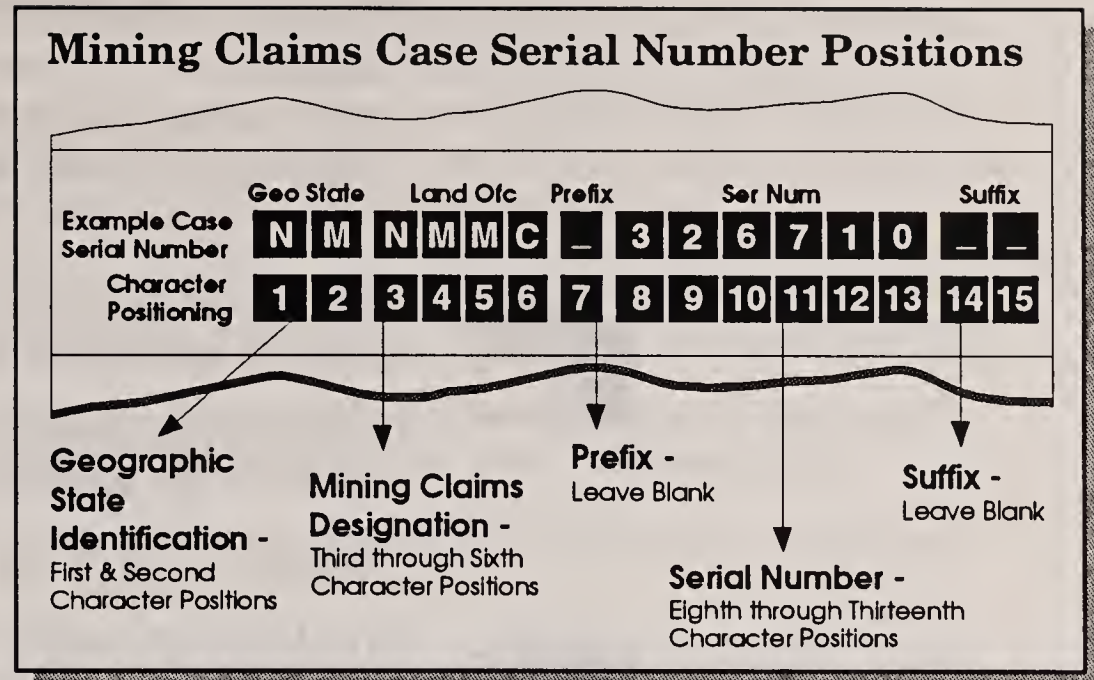 Mining Claims Case Serial Number Positions
Geo State Land Ofc Prefix Ser Num Suffix
Example Case
Serial Number
N M N M M C _ 3 2 6 7 1 0 _ _
Character
Positioning
1 2 3 4 5 6 7 8 9 10 11 12 13 14 15
Geographic
State
Identification -
First & Second
Character Positions
Mining Claims
Designation -
Third through Sixth
Character Positions
Prefix -
Leave Blank
Serial Number -
Eighth through Thirteenth
Character Positions
Suffix -
Leave Blank